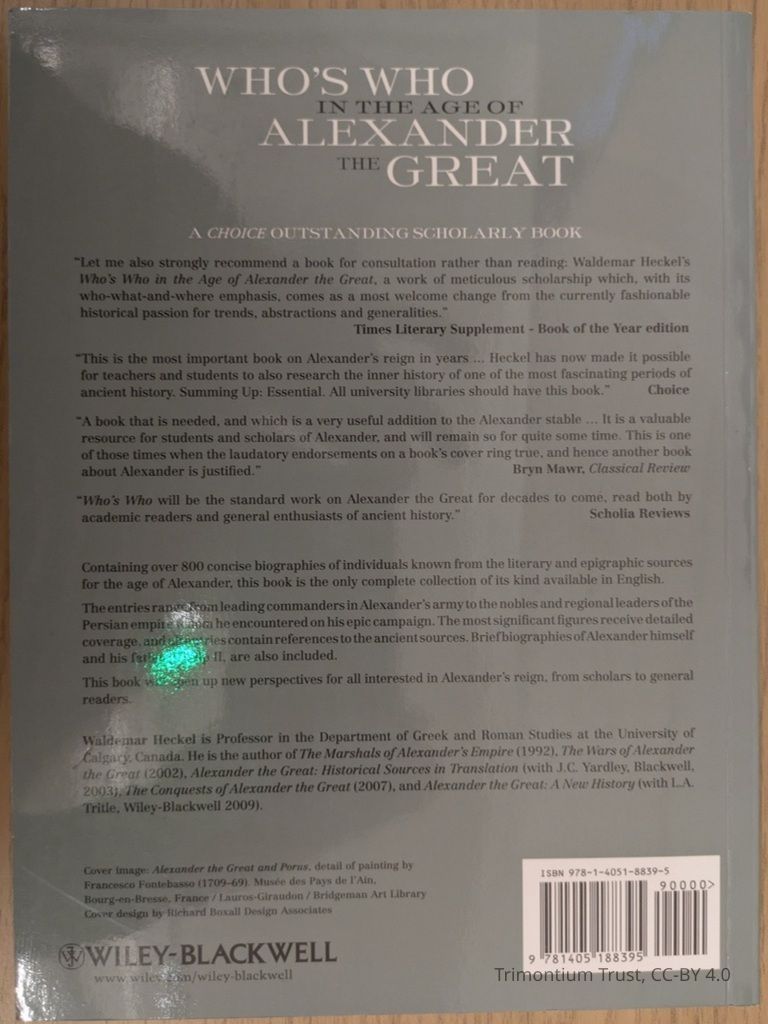 WHO'S WHO
IN THE AGE OF
ALEXANDER
THE GREAT
A CHOICE OUTSTANDING SCHOLARLY BOOK
"Let me also strongly recommend a book for consultation rather than reading: Waldemar Heckel's
Who's Who in the Age of Alexander the Great, a work of meticulous scholarship which, with its
who-what-and-where emphasis, comes as a most welcome change from the currently fashionable
historical passion for trends, abstractions and generalities."
Times Literary Supplement - Book of the Year edition
"This is the most important book on Alexander's reign in years ... Heckel has now made it possible
for teachers and students to also research the inner history of one of the most fascinating periods of
ancient history. Summing Up: Essential. All university libraries should have this book." Choice
"A book that is needed, and which is a very useful addition to the Alexander stable ... It is a valuable
resource for students and scholars of Alexander, and will remain so for quite some time. This is one
of those times when the laudatory endorsements on a book's cover ring true, and hence another book
about Alexander is justified." Bryn Mawr, Classical Review
"Who's Who will be the standard work on Alexander the Great for decades to come, read both by
academic readers and general enthusiasts of ancient history." Scholia Reviews
Containing over 800 concise biographies of individuals known from the literary and epigraphic sources
for the age of Alexander, this book is the only complete collection of its kind available in English.
The entries range from leading commanders in Alexander's army to the nobles and regional leaders of the
Persian empire whom he encountered on his epic campaign. The most significant figures receive detailed
coverage, and contain references to the ancient sources. Brief biographies of Alexander himself
and his II, are also included.
This book up new perspectives for all interested in Alexander's reign, from scholars to general
readers.
Waldemar Heckel is Professor in the Department of Greek and Roman Studies at the University of
Calgary, Canada. He is the author of The Marshals of Alexander's Empire (1992), The Wars of Alexander
the Great (2002), Alexander the Great: Historical Sources in Translation (with J.C. Yardley, Blackwell,
2003), The Conquests of Alexander the Great (2007), and Alexander the Great: A New History (with L.A.
Tritle, Wiley-Blackwell 2009).
Cover image: Alexander the Great and Porus, detail of painting by
Francesco Fontebasso (1709–69). Musée des Pays de l'Ain,
Bourg-en-Bresse, France / Lauros-Giraudon / Bridgeman Art Library
Cover design by Richard Boxall Design Associates
WILEY-BLACKWELL
www.wiley.com/wiley-blackwell
ISBN 978-1-4051-8839-5
90000>
9 781405 188395
Trimontium Trust, CC-BY 4.0